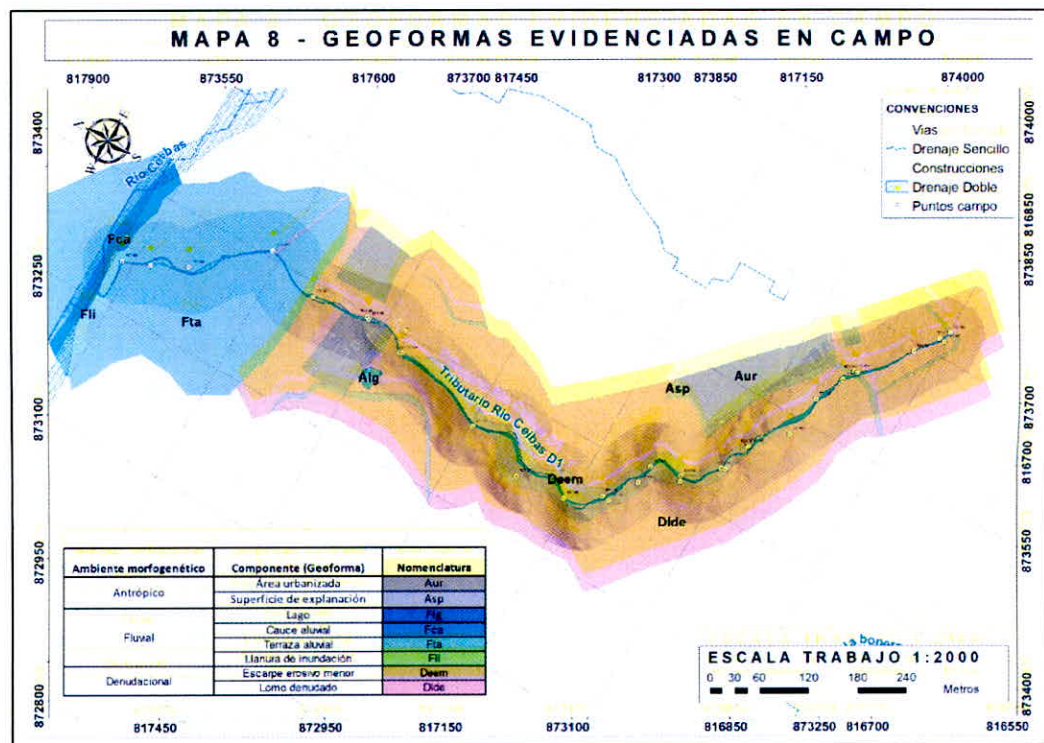 MAPA 8 - GEOFORMAS EVIDENCIADAS EN CAMPO
817900 873550 817600 873700 817450 817300 873850 817150 874000
873400
873250
873100
872950
872800
874000
816850
873850
873700
816700
873550
873400
CONVENCIONES
Vias
Drenaje Sencillo
Construcciones
Drenaje Doble
Puntos campo
E
S
W
Río Ceibas
Fca
Fli
Fta
Alg
Tributario Río Ceibas D1
Deem
Asp
Aur
Dlde
Ambiente morfogenético Componente (Geoforma) Nomenclatura
Antrópico Área urbanizada Aur
Superficie de explanación Asp
Fluvial Lago Flg
Cauce aluvial Fca
Terraza aluvial Fta
Llanura de inundación Fli
Denudacional Escarpe erosivo menor Deem
Lomo denudado Dlde
ESCALA TRABAJO 1:2000
0 30 60 120 180 240 Metros
817450 872950 817150 873100 816850 873250 816700 816550